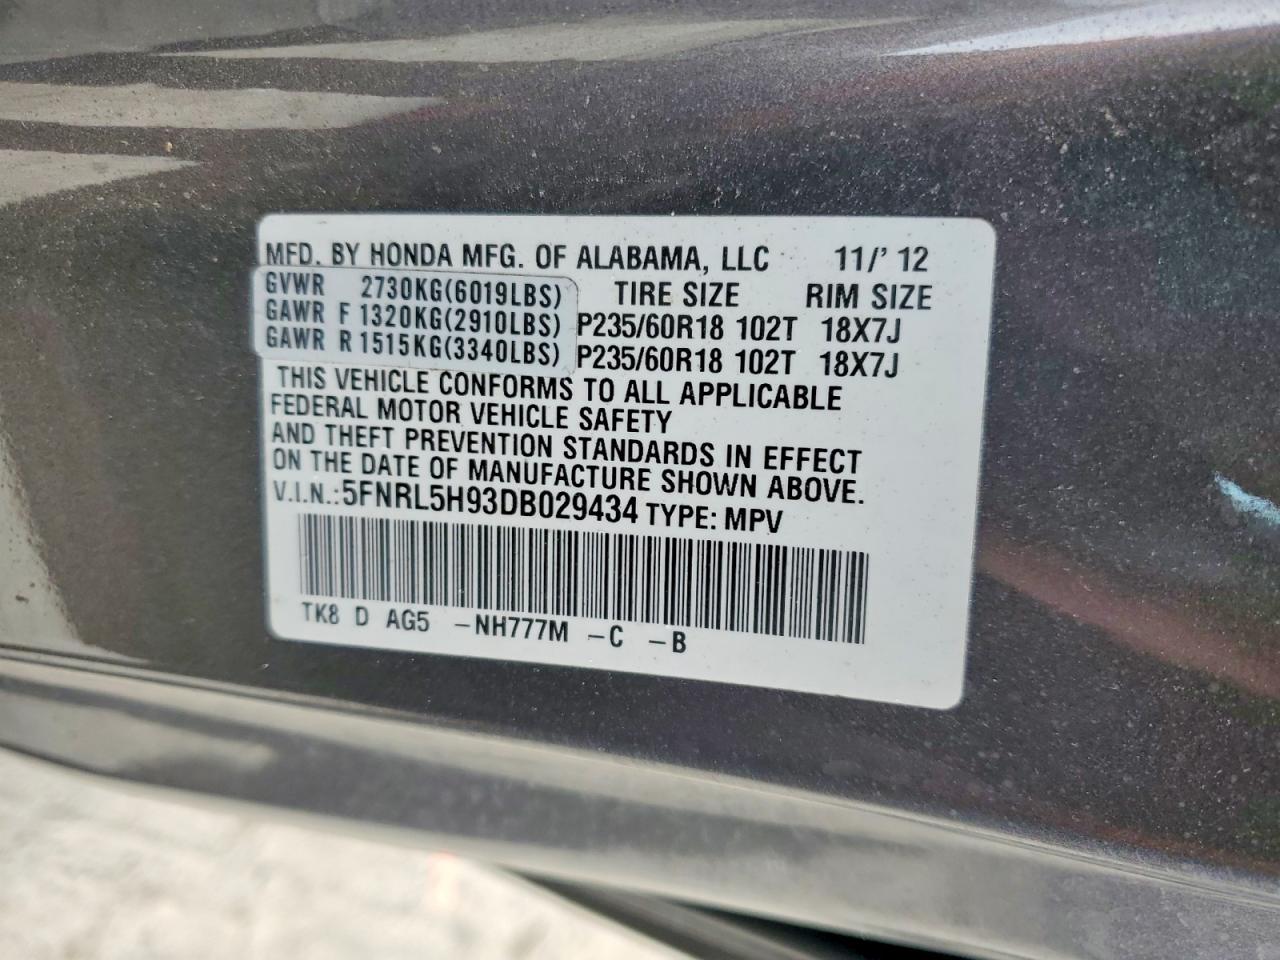 MFD. BY HONDA MFG. OF ALABAMA, LLC 11/' 12
GVWR 2730KG(6019LBS) TIRE SIZE RIM SIZE
GAWR F 1320KG(2910LBS) P235/60R18 102T 18X7J
GAWR R 1515KG(3340LBS) P235/60R18 102T 18X7J
THIS VEHICLE CONFORMS TO ALL APPLICABLE
FEDERAL MOTOR VEHICLE SAFETY
AND THEFT PREVENTION STANDARDS IN EFFECT
ON THE DATE OF MANUFACTURE SHOWN ABOVE.
V.I.N.: 5FNRL5H93DB029434 TYPE: MPV
TK8 D AG5 -NH777M -C -B